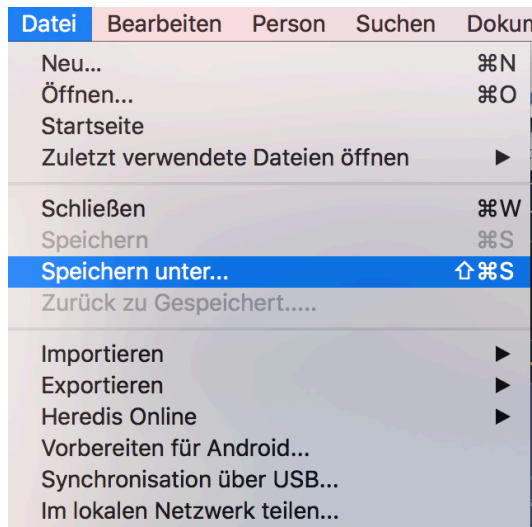 Datei Bearbeiten Person Suchen
Neu... ⌘N
Öffnen... ⌘O
Startseite
Zuletzt verwendete Dateien öffnen ▶
Schließen ⌘W
Speichern ⌘S
Speichern unter... ⇧⌘S
Zurück zu Gespeichert.....
Importieren ▶
Exportieren ▶
Heredis Online ▶
Vorbereiten für Android...
Synchronisation über USB...
Im lokalen Netzwerk teilen...